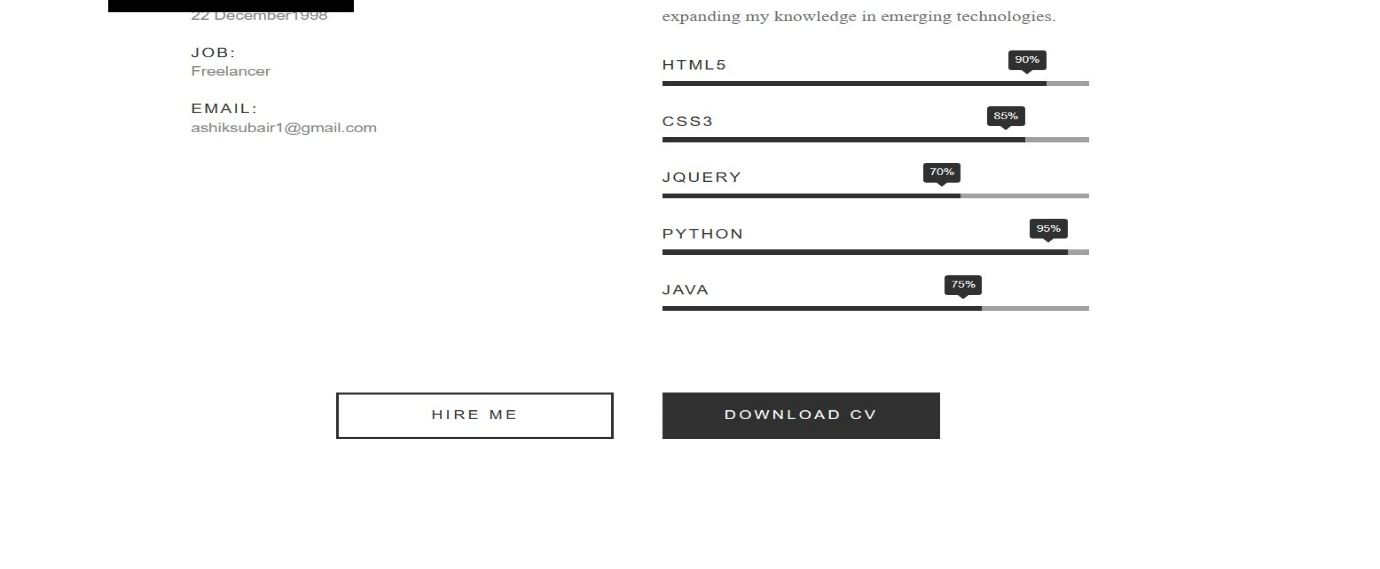 22 December1998
JOB:
Freelancer
EMAIL:
ashiksubair1@gmail.com
expanding my knowledge in emerging technologies.
HTML5
90%
CSS3
85%
JQUERY
70%
PYTHON
95%
JAVA
75%
HIRE ME
DOWNLOAD CV